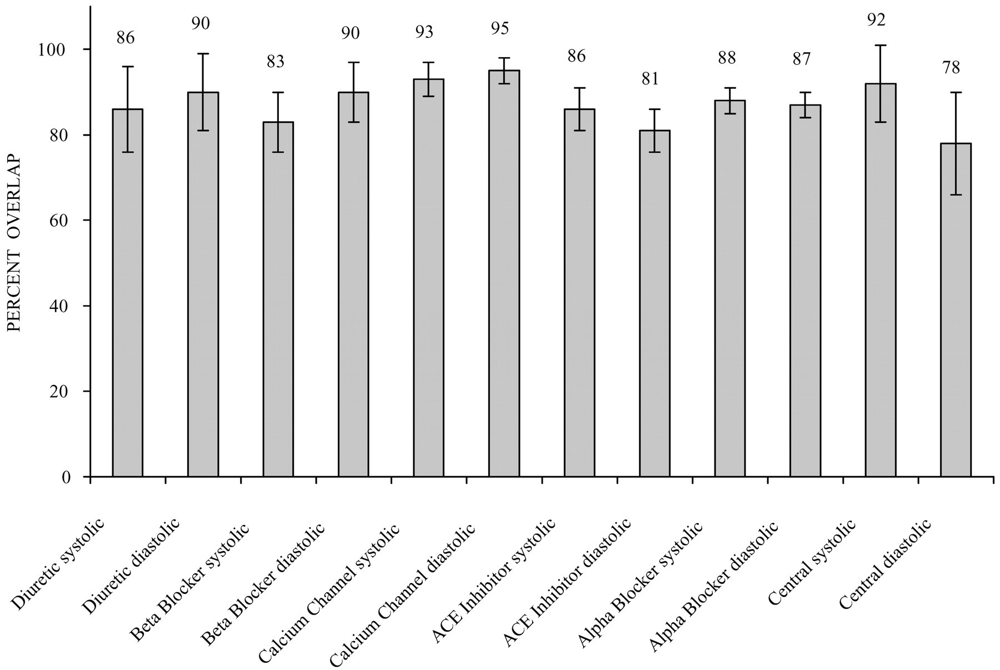 86
90
83
90
93
95
86
81
88
87
92
78
100
80
60
40
20
0
PERCENT OVERLAP
Diuretic systolic
Diuretic diastolic
Beta Blocker systolic
Beta Blocker diastolic
Calcium Channel systolic
Calcium Channel diastolic
ACE Inhibitor systolic
ACE Inhibitor diastolic
Alpha Blocker systolic
Alpha Blocker diastolic
Central systolic
Central diastolic